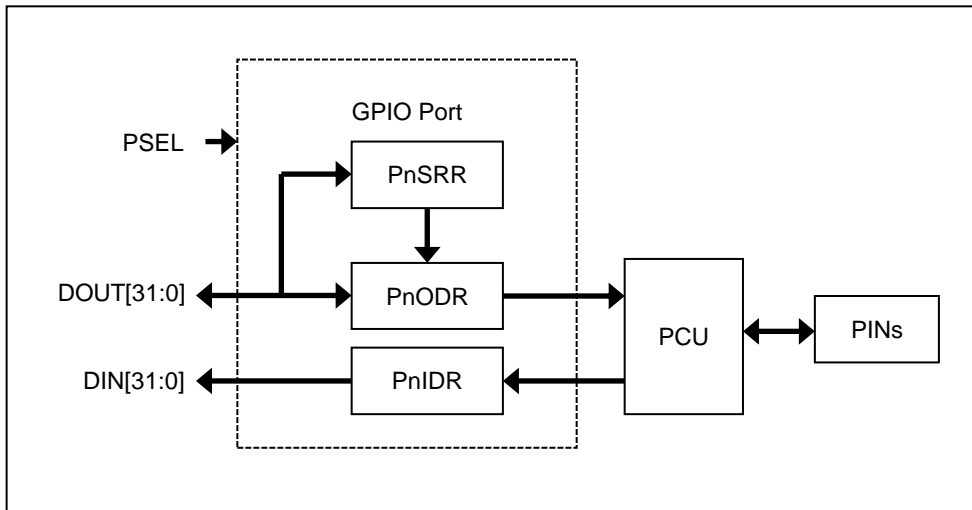 GPIO Port
PSEL
PnSRR
DOUT[31:0]
PnODR
PCU
PINs
DIN[31:0]
PnIDR